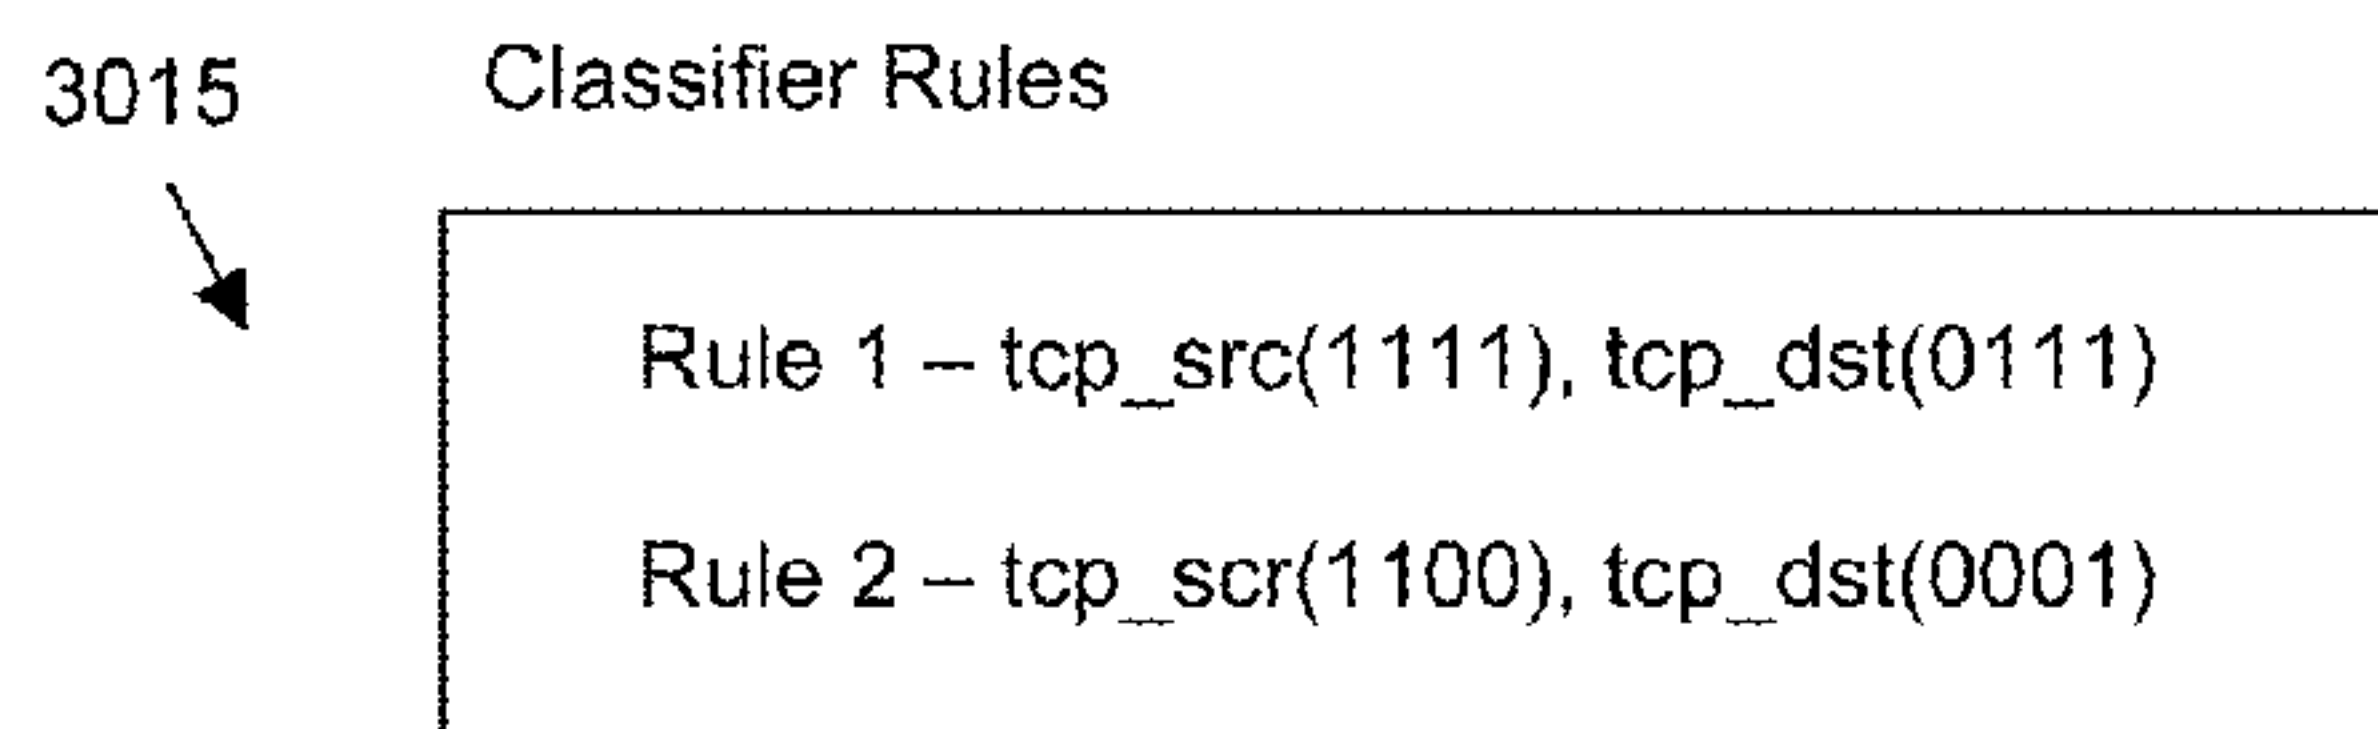 3015 Classifier Rules
Rule 1 – tcp_src(1111), tcp_dst(0111)
Rule 2 – tcp_scr(1100), tcp_dst(0001)